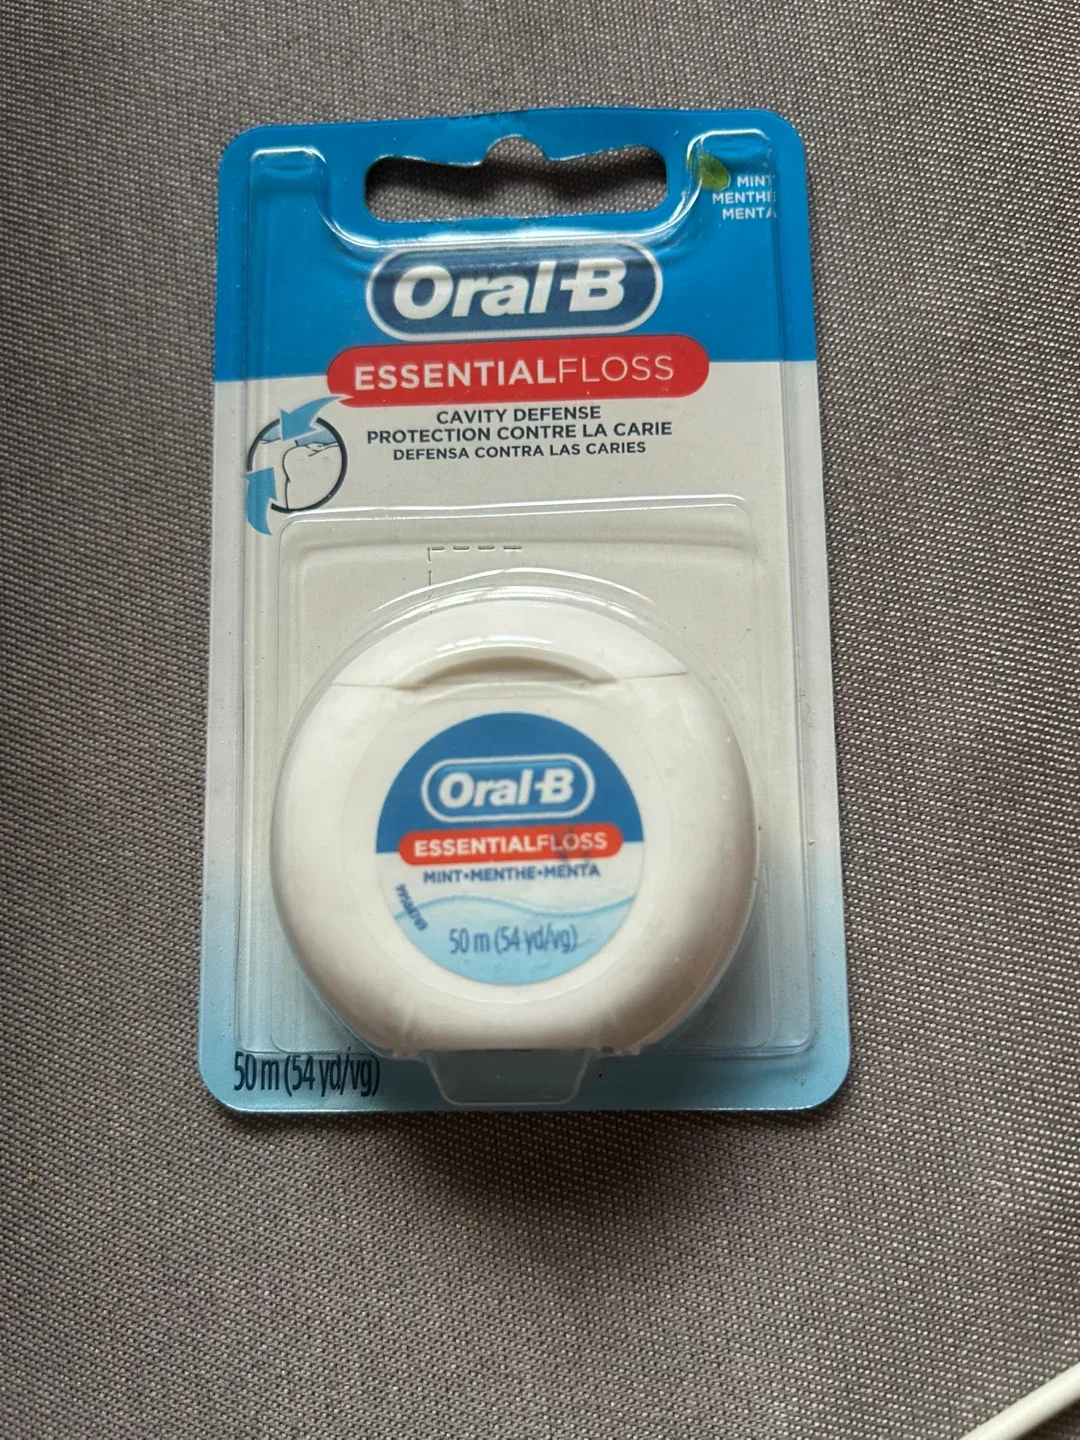 MINT
MENTHE
MENTA
Oral-B
ESSENTIALFLOSS
CAVITY DEFENSE
PROTECTION CONTRE LA CARIE
DEFENSA CONTRA LAS CARIES
Oral-B
ESSENTIALFLOSS
MINT•MENTHE•MENTA
50 m (54 yd/vg)
50 m (54 yd/vg)